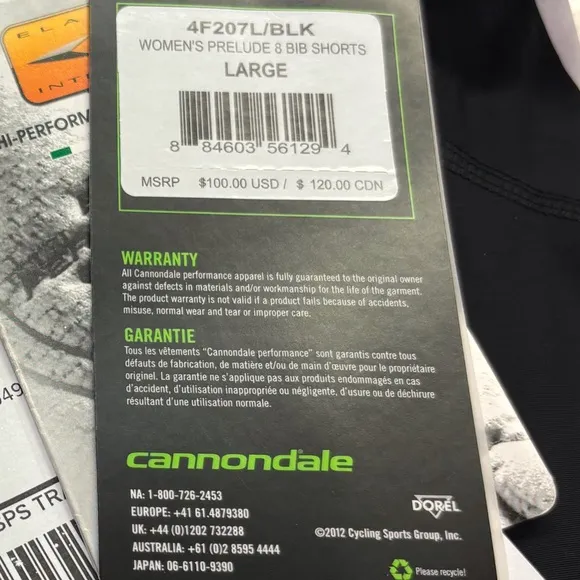 4F207L/BLK
WOMEN'S PRELUDE 8 BIB SHORTS
LARGE
8 84603 56129 4
MSRP $100.00 USD / $ 120.00 CDN
WARRANTY
All Cannondale performance apparel is fully guaranteed to the original owner
against defects in materials and/or workmanship for the life of the garment.
The product warranty is not valid if a product fails because of accidents,
misuse, normal wear and tear or improper care.
GARANTIE
Tous les vêtements “Cannondale performance” sont garantis contre tous
défauts de fabrication, de matière et/ou de main d'œuvre pour le propriétaire
originel. La garantie ne s'applique pas aux produits endommagés en cas
d'accident, d'utilisation inappropriée ou négligente, d'usure ou de déchirure
résultant d'une utilisation normale.
cannondale
NA: 1-800-726-2453
EUROPE: +41 61.4879380
UK: +44 (0)1202 732288
AUSTRALIA: +61 (0)2 8595 4444
JAPAN: 06-6110-9390
DOREL
©2012 Cycling Sports Group, Inc.
Please recycle!
ELA
INT
HI-PERFORM
49
SPS TR